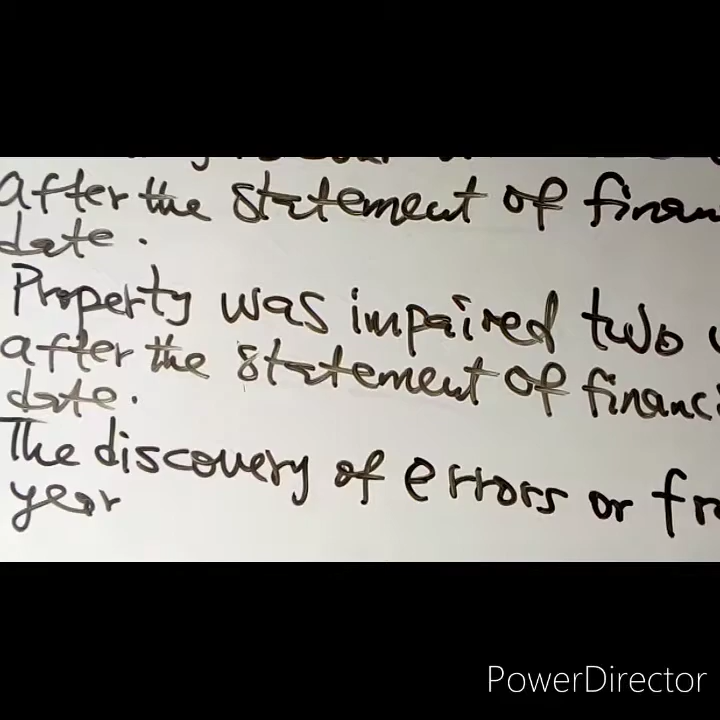 after the statement of finan
date.
Property was impaired two
after the statement of financi
date.
The discovery of errors or fr
year
PowerDirector